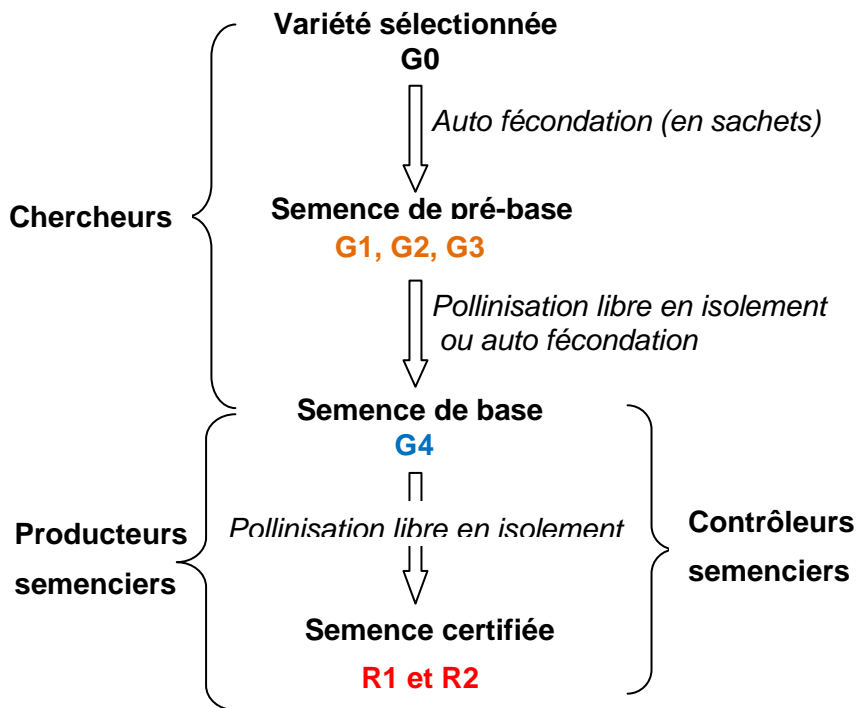 Variété sélectionnée
G0
Auto fécondation (en sachets)
Chercheurs
Semence de pré-base
G1, G2, G3
Pollinisation libre en isolement
ou auto fécondation
Semence de base
G4
Producteurs
semenciers
Pollinisation libre en isolement
Contrôleurs
semenciers
Semence certifiée
R1 et R2